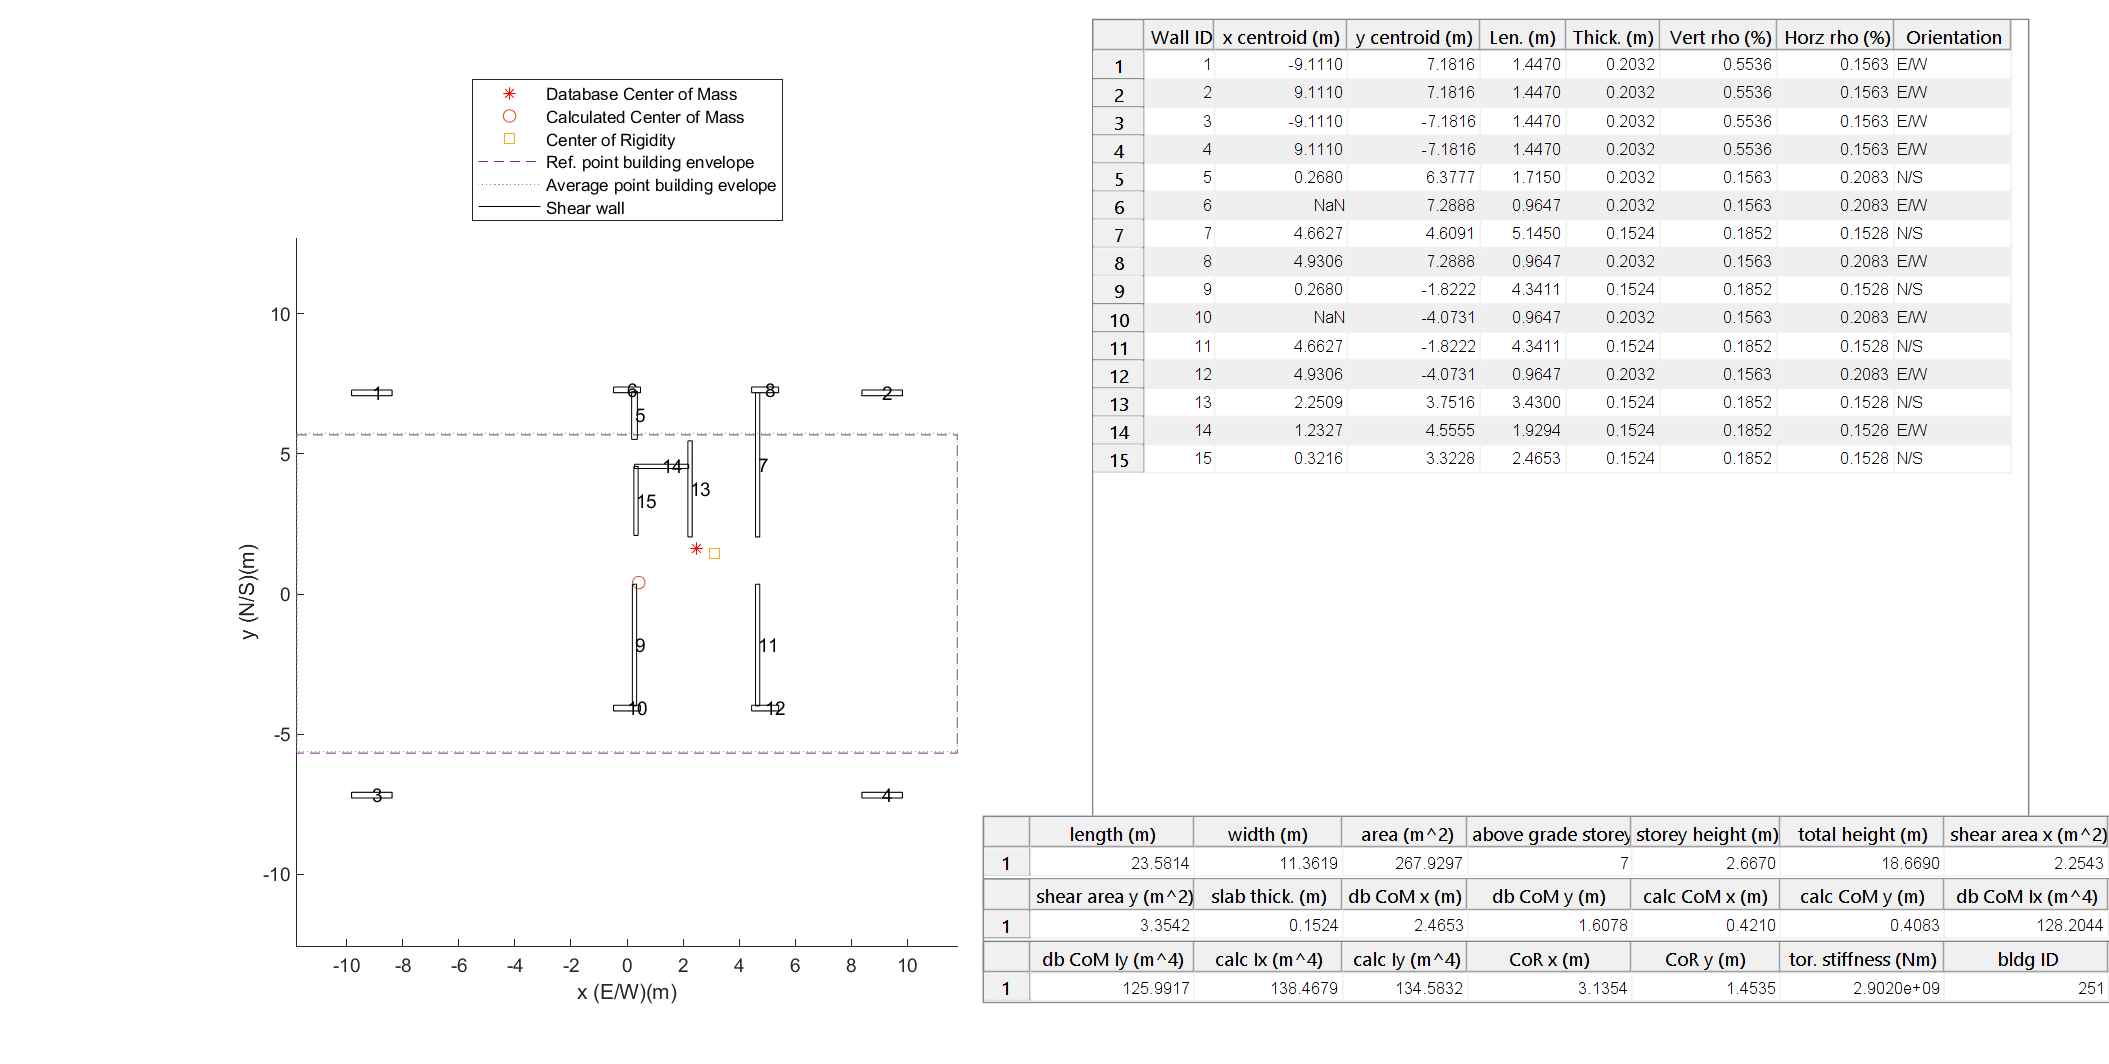 Database Center of Mass
Calculated Center of Mass
Center of Rigidity
Ref. point building envelope
Average point building evelope
Shear wall
10
5
0
-5
-10
y (N/S)(m)
1
6
8
2
5
14
7
13
15
9
11
10
12
3
4
-10 -8 -6 -4 -2 0 2 4 6 8 10
x (E/W)(m)
Wall ID x centroid (m) y centroid (m) Len. (m) Thick. (m) Vert rho (%) Horz rho (%) Orientation
1 1 -9.1110 7.1816 1.4470 0.2032 0.5536 0.1563 E/W
2 2 9.1110 7.1816 1.4470 0.2032 0.5536 0.1563 E/W
3 3 -9.1110 -7.1816 1.4470 0.2032 0.5536 0.1563 E/W
4 4 9.1110 -7.1816 1.4470 0.2032 0.5536 0.1563 E/W
5 5 0.2680 6.3777 1.7150 0.2032 0.1563 0.2083 N/S
6 6 NaN 7.2888 0.9647 0.2032 0.1563 0.2083 E/W
7 7 4.6627 4.6091 5.1450 0.1524 0.1852 0.1528 N/S
8 8 4.9306 7.2888 0.9647 0.2032 0.1563 0.2083 E/W
9 9 0.2680 -1.8222 4.3411 0.1524 0.1852 0.1528 N/S
10 10 NaN -4.0731 0.9647 0.2032 0.1563 0.2083 E/W
11 11 4.6627 -1.8222 4.3411 0.1524 0.1852 0.1528 N/S
12 12 4.9306 -4.0731 0.9647 0.2032 0.1563 0.2083 E/W
13 13 2.2509 3.7516 3.4300 0.1524 0.1852 0.1528 N/S
14 14 1.2327 4.5555 1.9294 0.1524 0.1852 0.1528 E/W
15 15 0.3216 3.3228 2.4653 0.1524 0.1852 0.1528 N/S
length (m) width (m) area (m^2) above grade storey storey height (m) total height (m) shear area x (m^2)
1 23.5814 11.3619 267.9297 7 2.6670 18.6690 2.2543
shear area y (m^2) slab thick. (m) db CoM x (m) db CoM y (m) calc CoM x (m) calc CoM y (m) db CoM Ix (m^4)
1 3.3542 0.1524 2.4653 1.6078 0.4210 0.4083 128.2044
db CoM Iy (m^4) calc Ix (m^4) calc Iy (m^4) CoR x (m) CoR y (m) tor. stiffness (Nm) bldg ID
1 125.9917 138.4679 134.5832 3.1354 1.4535 2.9020e+09 251